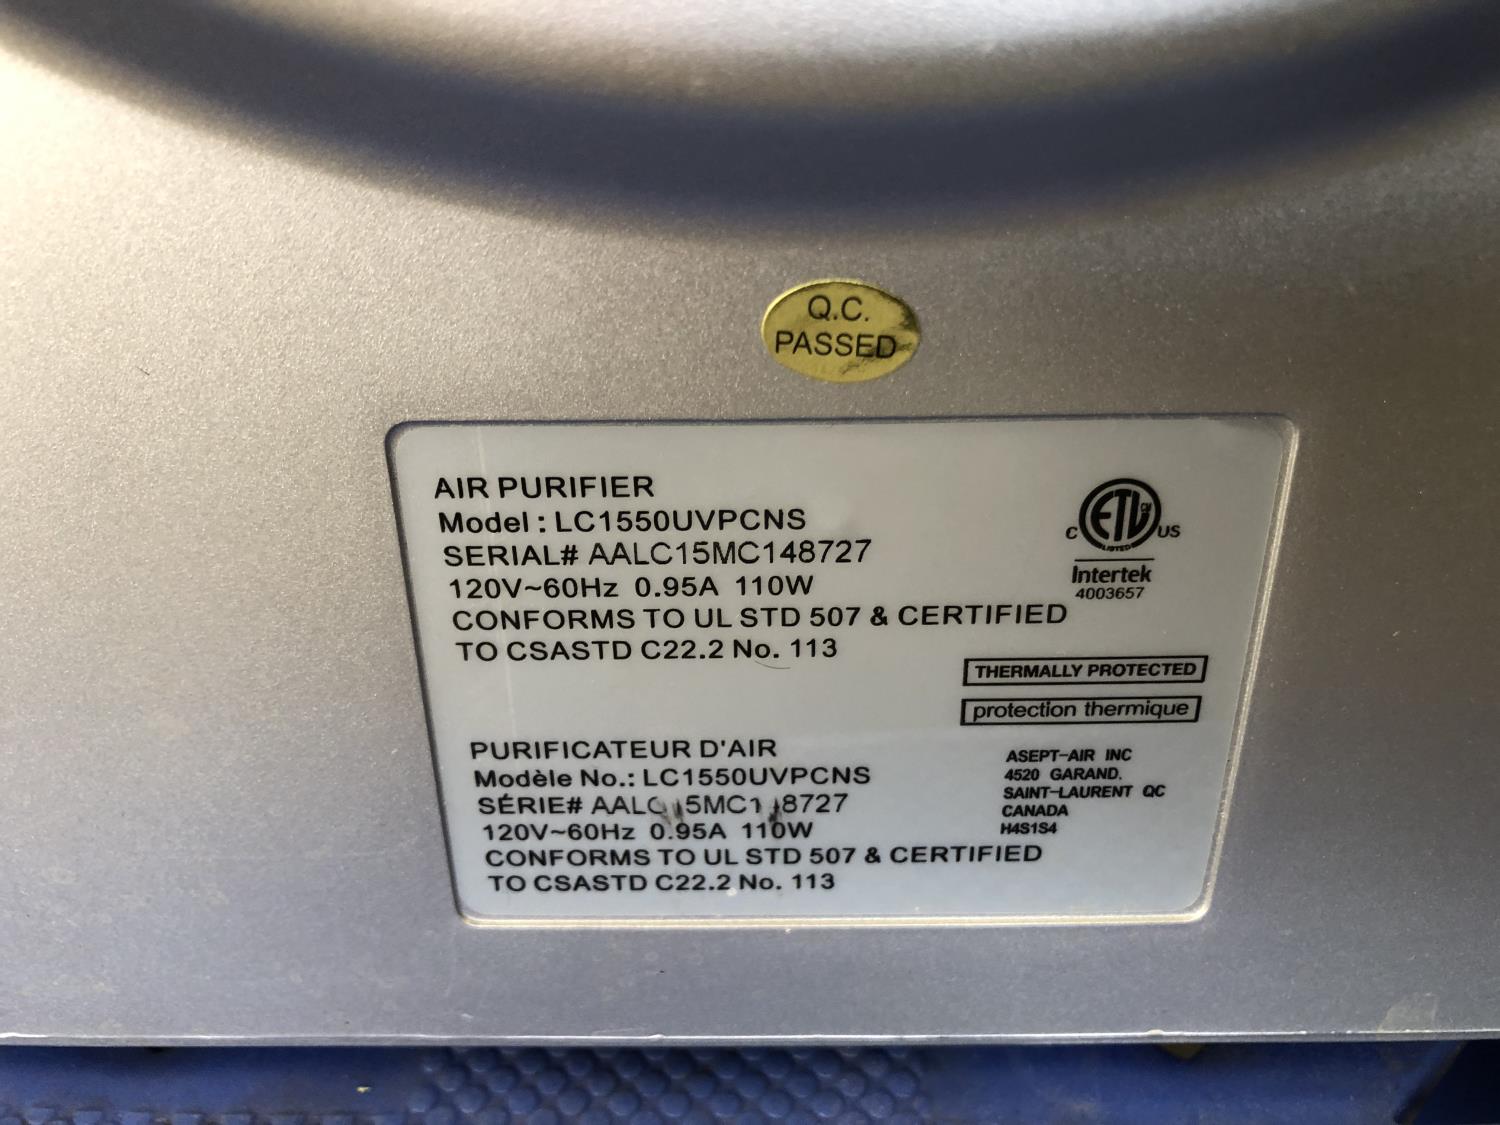 Q.C.
PASSED
AIR PURIFIER
Model : LC1550UVPCNS
SERIAL# AALC15MC148727
120V~60Hz 0.95A 110W
CONFORMS TO UL STD 507 & CERTIFIED
TO CSASTD C22.2 No. 113
C ETL US
LISTED
Intertek
4003657
THERMALLY PROTECTED
protection thermique
PURIFICATEUR D'AIR
Modèle No.: LC1550UVPCNS
SÉRIE# AALC15MC148727
120V~60Hz 0.95A 110W
CONFORMS TO UL STD 507 & CERTIFIED
TO CSASTD C22.2 No. 113
ASEPT-AIR INC
4520 GARAND.
SAINT-LAURENT QC
CANADA
H4S1S4